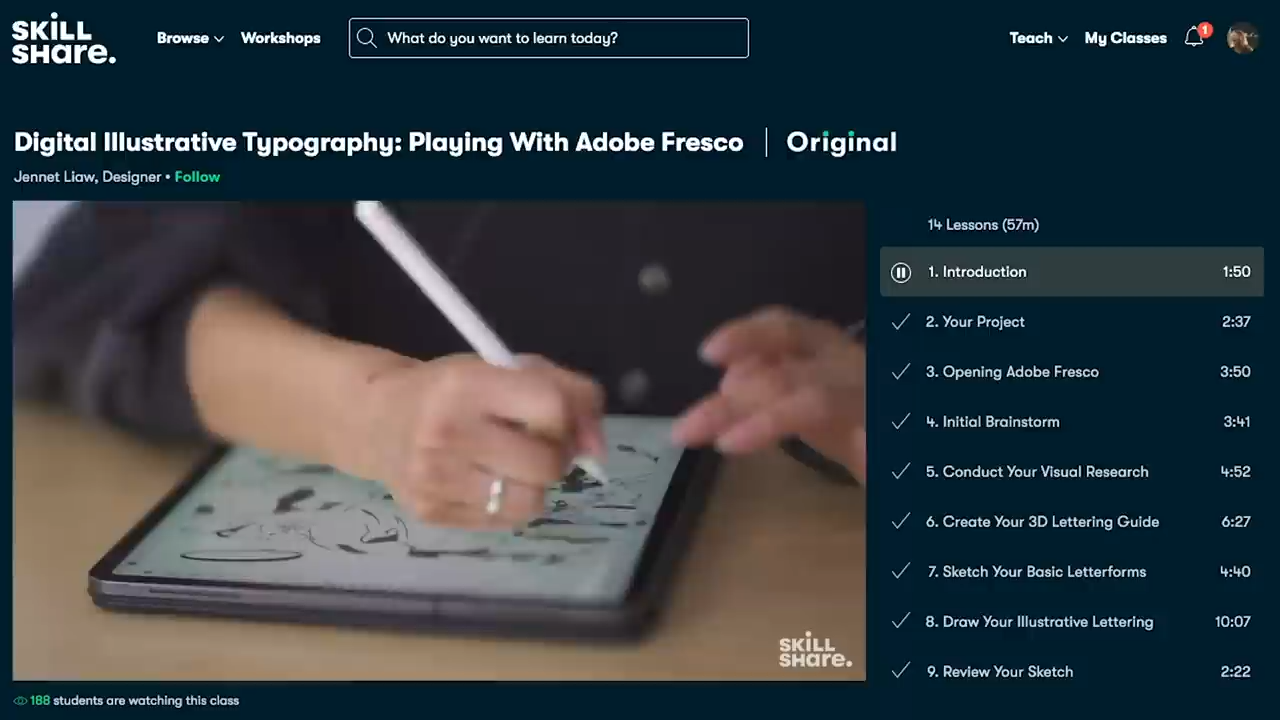 SKiLL
SHare.
Browse
Workshops
What do you want to learn today?
Teach
My Classes
1
Digital Illustrative Typography: Playing With Adobe Fresco | Original
Jennet Liaw, Designer • Follow
14 Lessons (57m)
1. Introduction 1:50
2. Your Project 2:37
3. Opening Adobe Fresco 3:50
4. Initial Brainstorm 3:41
5. Conduct Your Visual Research 4:52
6. Create Your 3D Lettering Guide 6:27
7. Sketch Your Basic Letterforms 4:40
8. Draw Your Illustrative Lettering 10:07
9. Review Your Sketch 2:22
SKiLL
SHare.
188 students are watching this class